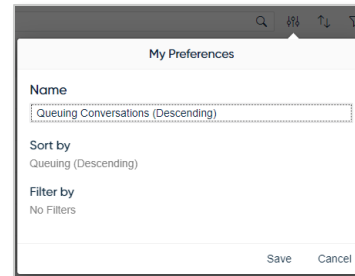 My Preferences
Name
Queuing Conversations (Descending)
Sort by
Queuing (Descending)
Filter by
No Filters
Save Cancel